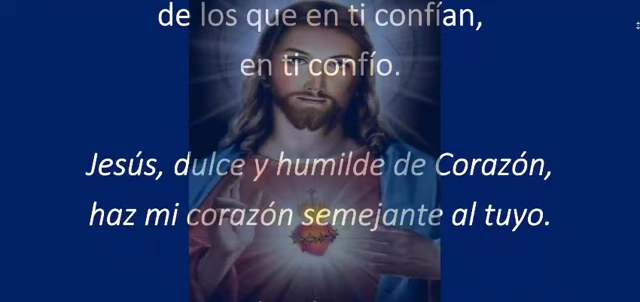 de los que en ti confían,
en ti confío.
Jesús, dulce y humilde de Corazón,
haz mi corazón semejante al tuyo.